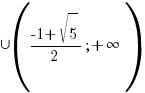 ∪((-1+√5)/2 ; +∞)